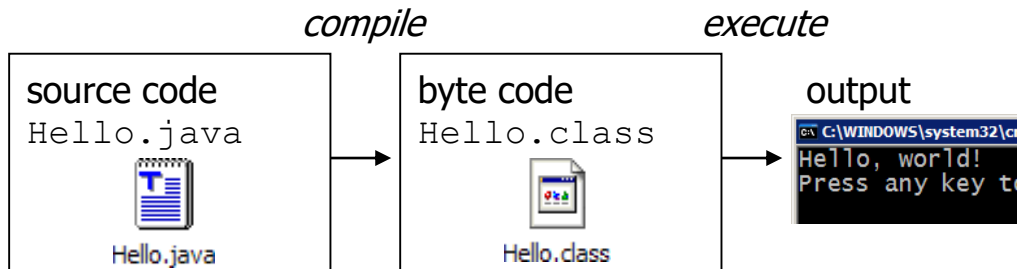 compile
execute
source code
Hello.java
Hello.java
byte code
Hello.class
Hello.class
output
C:\WINDOWS\system32\c
Hello, world!
Press any key t